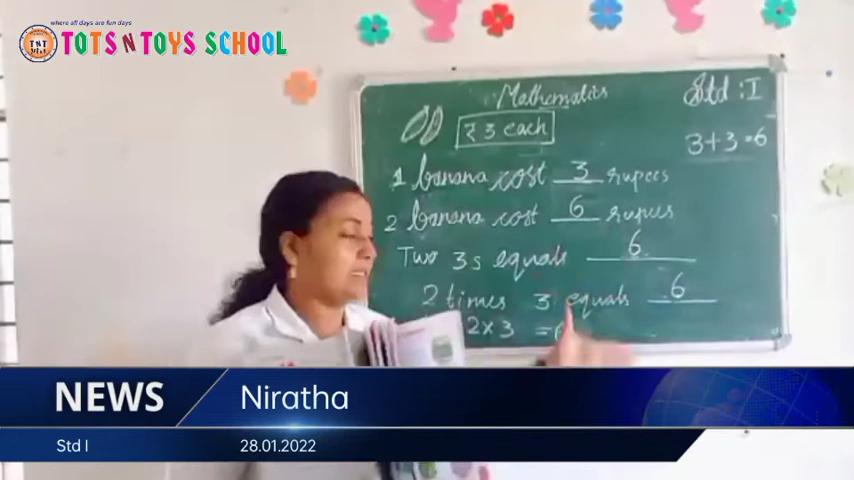 where all days are fun days
TNT
TOTS N TOYS SCHOOL
Mathematics
Std : I
₹ 3 each
3+3=6
1 banana cost 3 rupees
2 banana cost 6 rupees
Two 3s equals 6
2 times 3 equals 6
2×3 =
NEWS
Niratha
Std I
28.01.2022